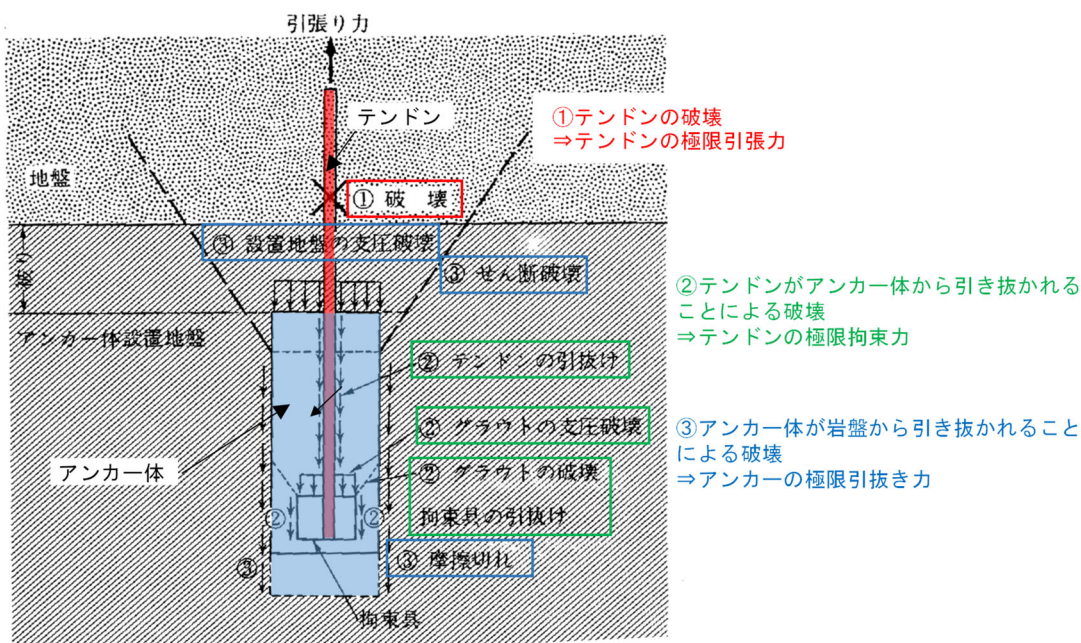 引張り力
テンドン
①テンドンの破壊
⇒テンドンの極限引張力
地盤
① 破 壊
③ 設置地盤の支圧破壊
③ せん断破壊
被り
②テンドンがアンカー体から引き抜かれる
ことによる破壊
⇒テンドンの極限拘束力
アンカー体設置地盤
② テンドンの引抜け
② グラウトの支圧破壊
③アンカー体が岩盤から引き抜かれること
による破壊
⇒アンカーの極限引抜き力
アンカー体
② グラウトの破壊
拘束具の引抜け
②
②
③ 摩擦切れ
③
拘束具